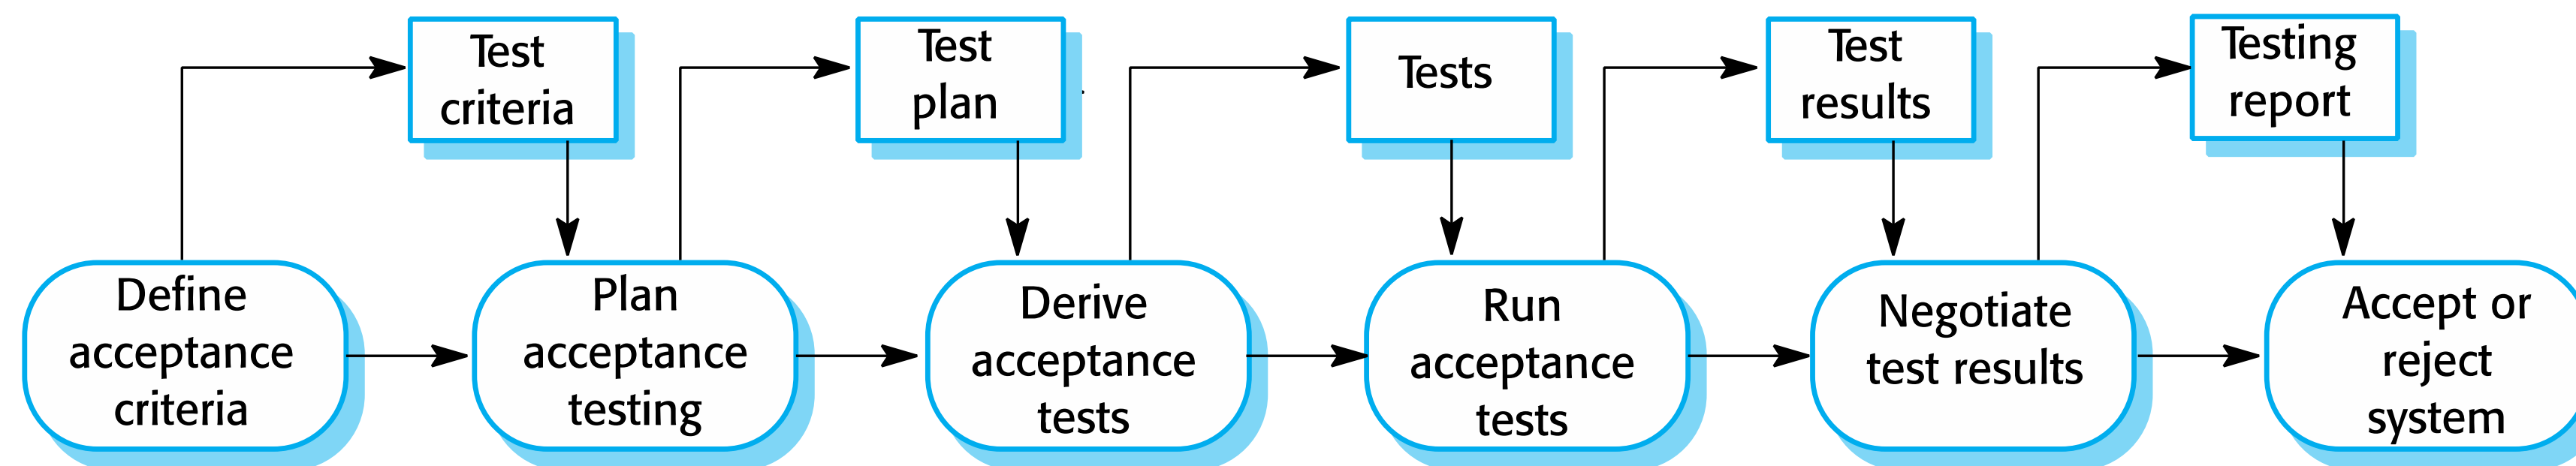 Test
criteria
Test
plan
Tests
Test
results
Testing
report
Define
acceptance
criteria
Plan
acceptance
testing
Derive
acceptance
tests
Run
acceptance
tests
Negotiate
test results
Accept or
reject
system